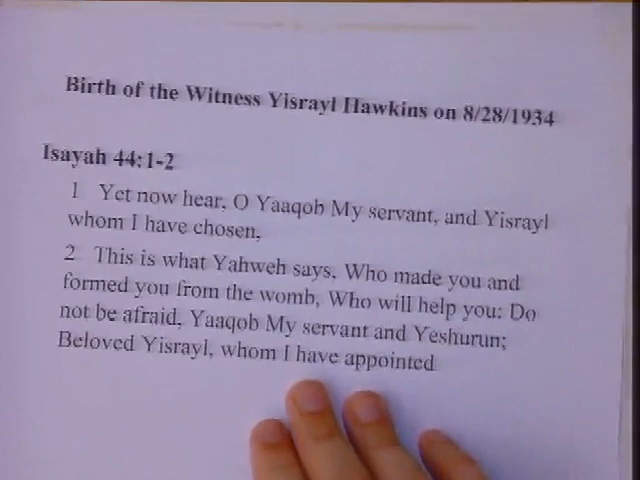 Birth of the Witness Yisrayl Hawkins on 8/28/1934
Isayah 44:1-2
1 Yet now hear, O Yaaqob My servant, and Yisrayl
whom I have chosen,
2 This is what Yahweh says, Who made you and
formed you from the womb, Who will help you: Do
not be afraid, Yaaqob My servant and Yeshurun;
Beloved Yisrayl, whom I have appointed